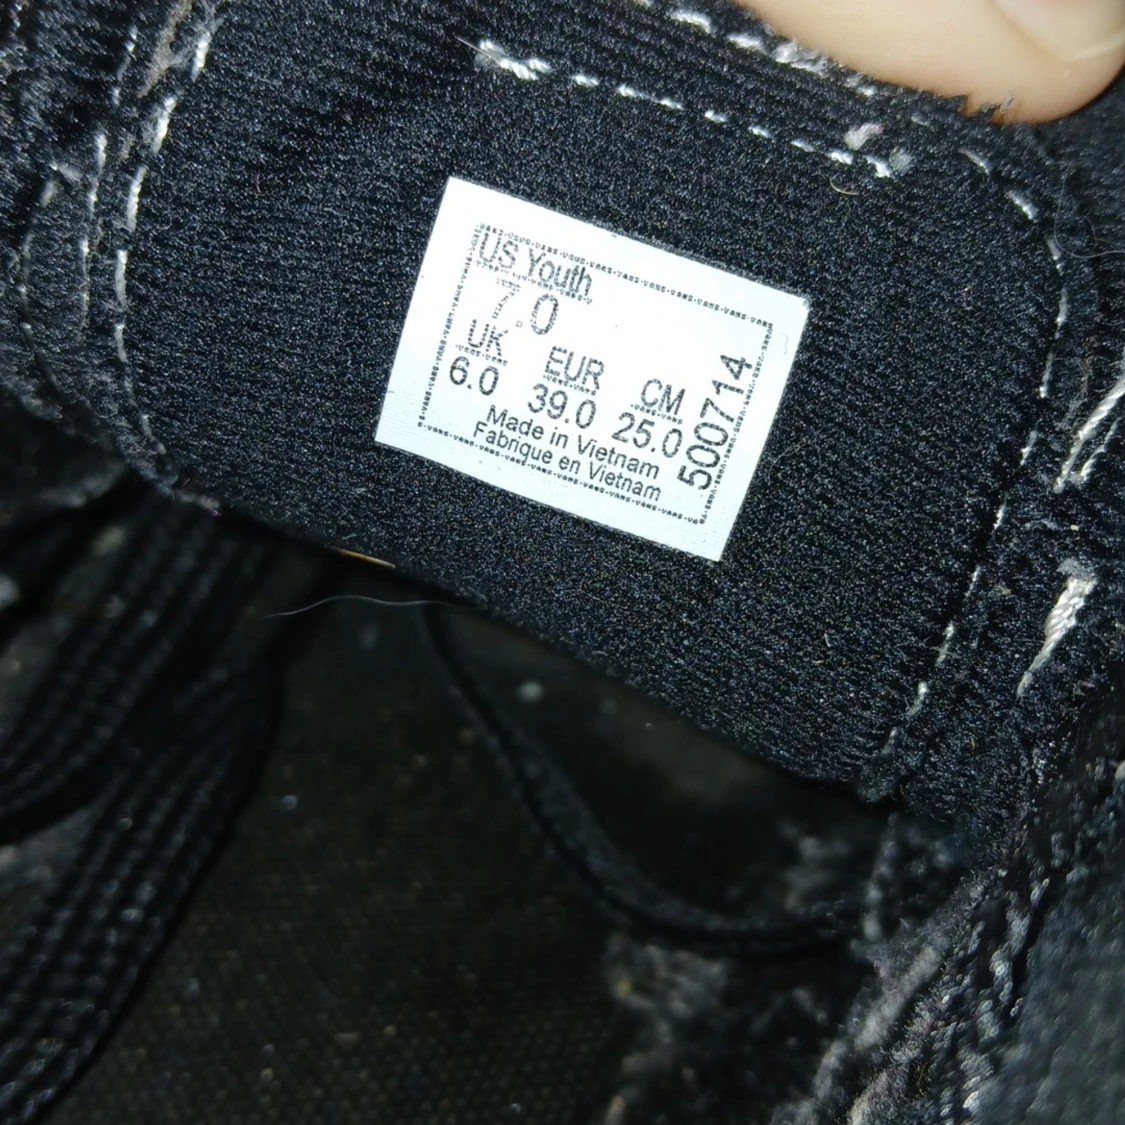 US Youth
7.0
UK EUR CM
6.0 39.0 25.0
Made in Vietnam
Fabrique en Vietnam
500714